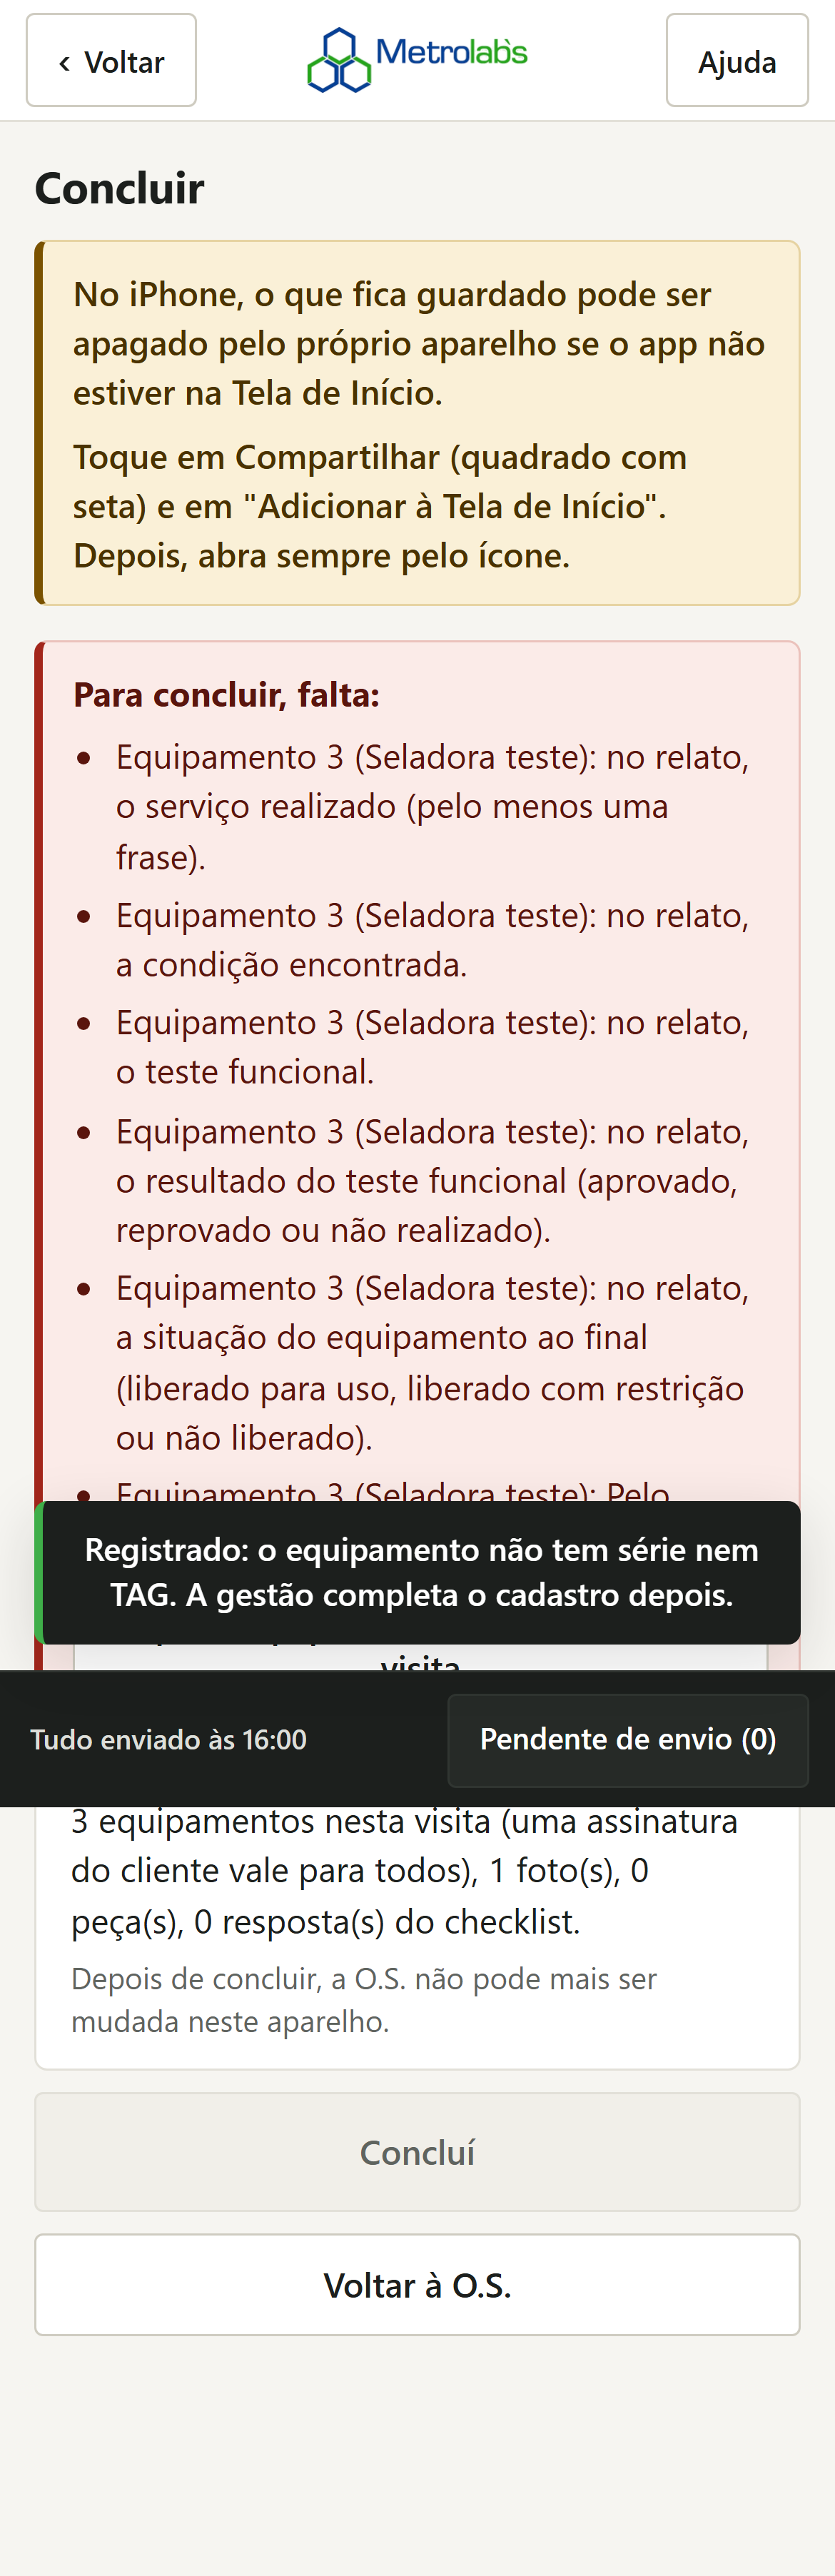 ‹ Voltar
Metrolabs
Ajuda
Concluir
No iPhone, o que fica guardado pode ser
apagado pelo próprio aparelho se o app não
estiver na Tela de Início.
Toque em Compartilhar (quadrado com
seta) e em "Adicionar à Tela de Início".
Depois, abra sempre pelo ícone.
Para concluir, falta:
• Equipamento 3 (Seladora teste): no relato,
o serviço realizado (pelo menos uma
frase).
• Equipamento 3 (Seladora teste): no relato,
a condição encontrada.
• Equipamento 3 (Seladora teste): no relato,
o teste funcional.
• Equipamento 3 (Seladora teste): no relato,
o resultado do teste funcional (aprovado,
reprovado ou não realizado).
• Equipamento 3 (Seladora teste): no relato,
a situação do equipamento ao final
(liberado para uso, liberado com restrição
ou não liberado).
• Equipamento 3 (Seladora teste): Pelo
Registrado: o equipamento não tem série nem
TAG. A gestão completa o cadastro depois.
visita
Tudo enviado às 16:00
Pendente de envio (0)
3 equipamentos nesta visita (uma assinatura
do cliente vale para todos), 1 foto(s), 0
peça(s), 0 resposta(s) do checklist.
Depois de concluir, a O.S. não pode mais ser
mudada neste aparelho.
Concluí
Voltar à O.S.